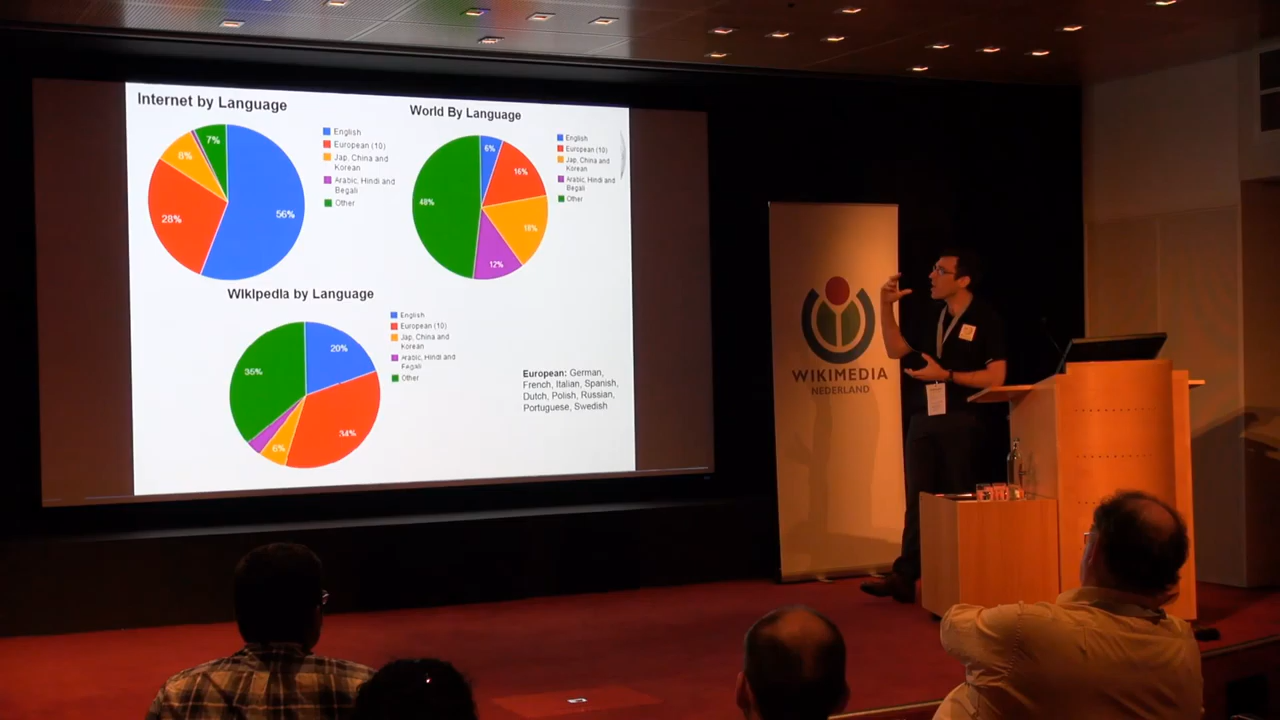 Internet by Language
7%
8%
28%
56%
English
European (10)
Jap, China and
Korean
Arabic, Hindi and
Begali
Other
World By Language
6%
16%
18%
12%
48%
English
European (10)
Jap, China and
Korean
Arabic, Hindi and
Begali
Other
Wikipedia by Language
20%
34%
6%
35%
English
European (10)
Jap, China and
Korean
Arabic, Hindi and
Begali
Other
European: German,
French, Italian, Spanish,
Dutch, Polish, Russian,
Portuguese, Swedish
WIKIMEDIA
NEDERLAND